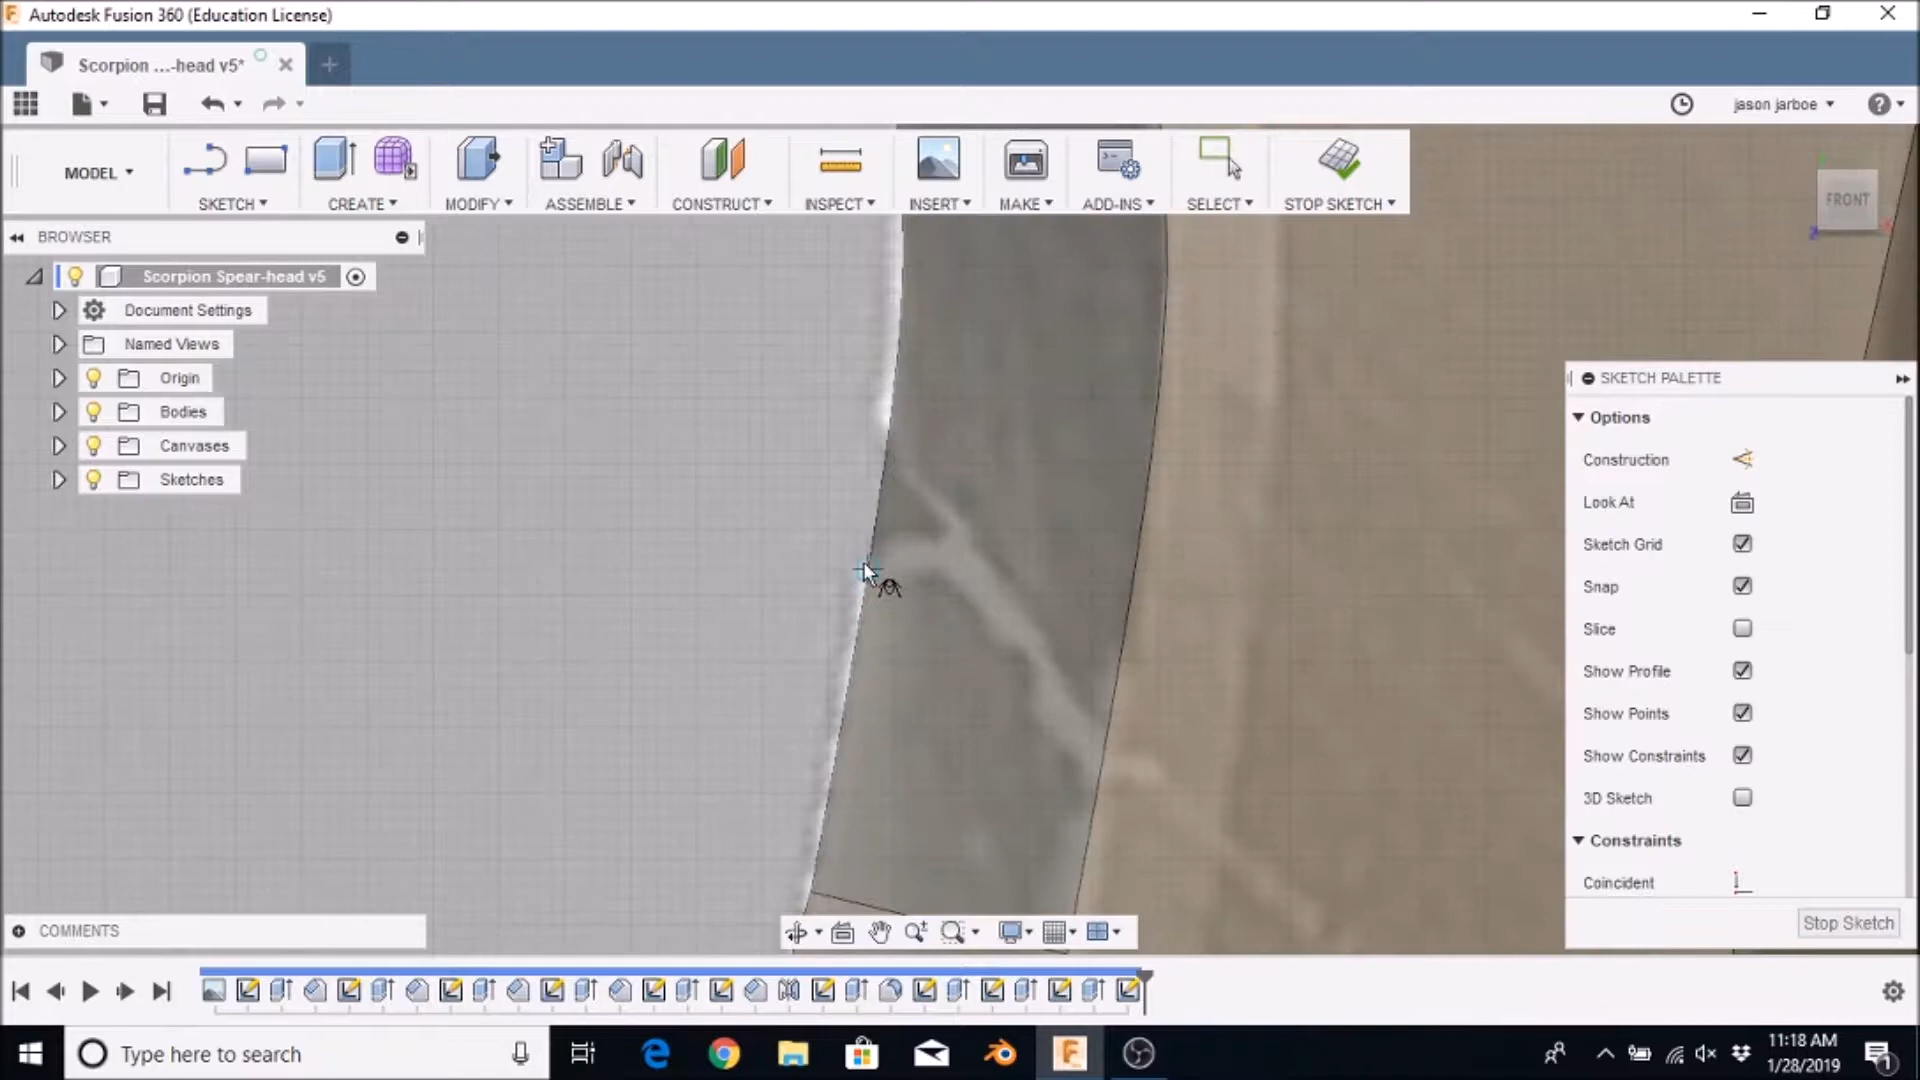 Autodesk Fusion 360 (Education License)
Scorpion ...-head v5*
jason jarboe
MODEL
SKETCH
CREATE
MODIFY
ASSEMBLE
CONSTRUCT
INSPECT
INSERT
MAKE
ADD-INS
SELECT
STOP SKETCH
FRONT
BROWSER
Scorpion Spear-head v5
Document Settings
Named Views
Origin
Bodies
Canvases
Sketches
SKETCH PALETTE
Options
Construction
Look At
Sketch Grid
Snap
Slice
Show Profile
Show Points
Show Constraints
3D Sketch
Constraints
Coincident
Stop Sketch
COMMENTS
Type here to search
11:18 AM
1/28/2019
1